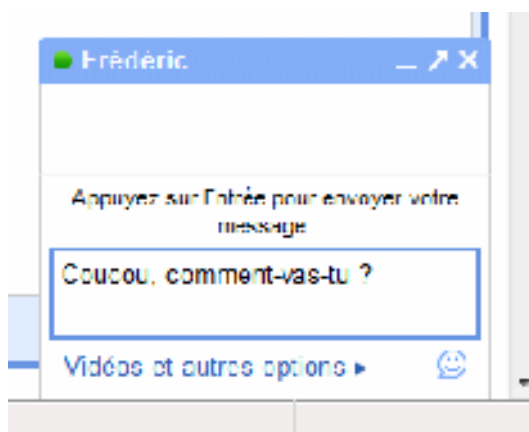 Frédéric
Appuyez sur Entrée pour envoyer votre
message
Coucou, comment-vas-tu ?
Vidéos et autres options ▸